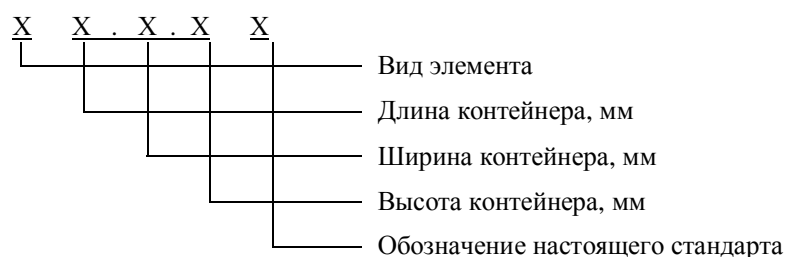 X X . X . X X
Вид элемента
Длина контейнера, мм
Ширина контейнера, мм
Высота контейнера, мм
Обозначение настоящего стандарта